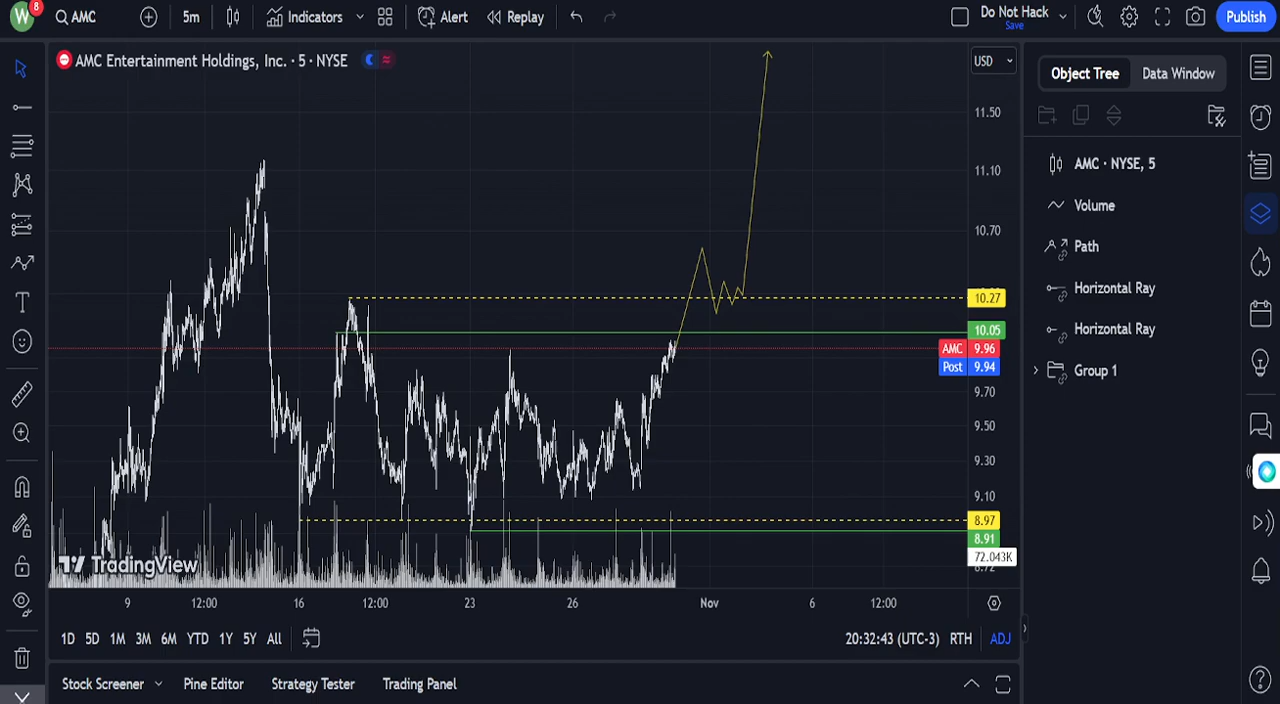 W 8 AMC 5m Indicators Alert Replay Do Not Hack Save Publish
AMC Entertainment Holdings, Inc. · 5 · NYSE
USD
Object Tree Data Window
11.50
AMC · NYSE, 5
11.10
Volume
10.70
Path
Horizontal Ray
10.27
Horizontal Ray
10.05
AMC 9.96
Post 9.94
Group 1
9.70
9.50
9.30
9.10
8.97
8.91
72.043K
8.72
TradingView
9 12:00 16 12:00 23 26 Nov 6 12:00
1D 5D 1M 3M 6M YTD 1Y 5Y All 20:32:43 (UTC-3) RTH ADJ
Stock Screener Pine Editor Strategy Tester Trading Panel